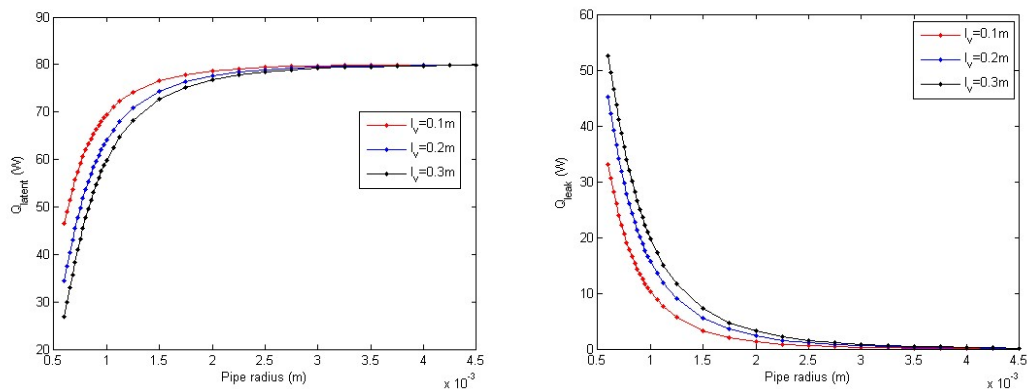 90
80
70
60
50
40
30
20
Q_latent (W)
l_v=0.1m
l_v=0.2m
l_v=0.3m
0.5 1 1.5 2 2.5 3 3.5 4 4.5
Pipe radius (m)
x 10^-3
60
50
40
30
20
10
0
Q_leak (W)
l_v=0.1m
l_v=0.2m
l_v=0.3m
0.5 1 1.5 2 2.5 3 3.5 4 4.5
Pipe radius (m)
x 10^-3